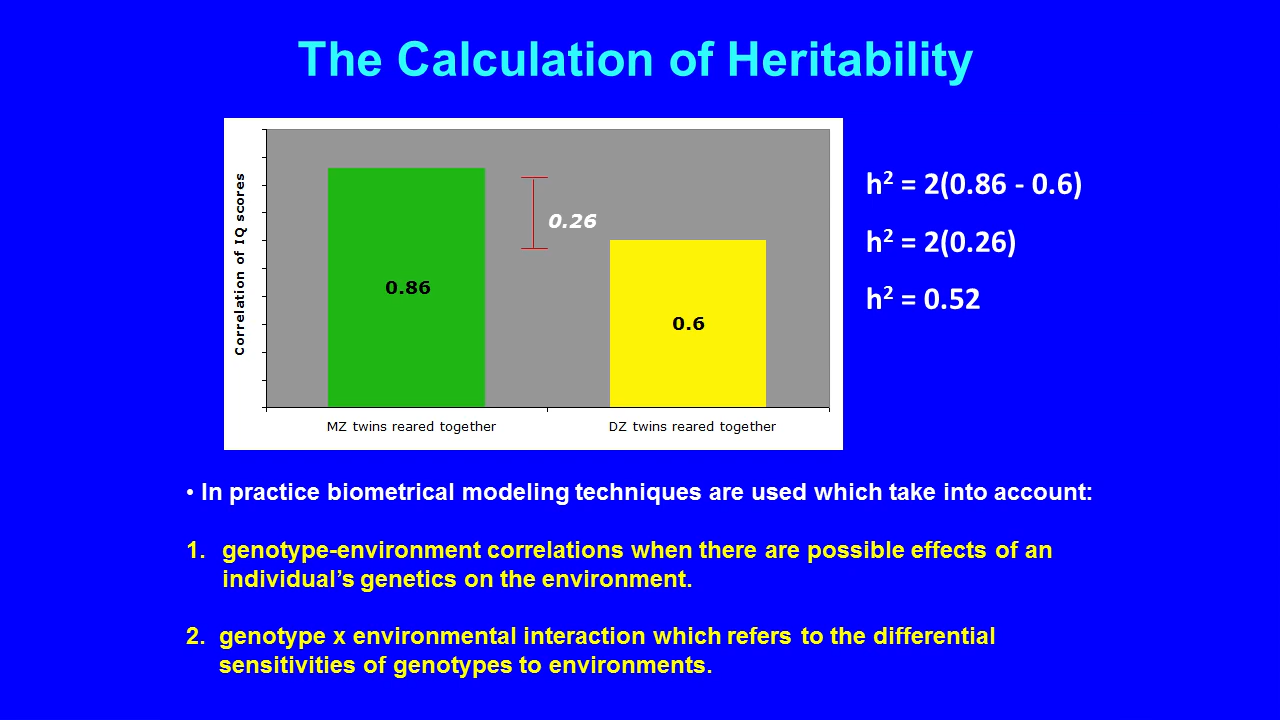 The Calculation of Heritability
Correlation of IQ scores
0.86
0.26
0.6
MZ twins reared together
DZ twins reared together
h² = 2(0.86 - 0.6)
h² = 2(0.26)
h² = 0.52
• In practice biometrical modeling techniques are used which take into account:
1. genotype-environment correlations when there are possible effects of an
individual’s genetics on the environment.
2. genotype x environmental interaction which refers to the differential
sensitivities of genotypes to environments.